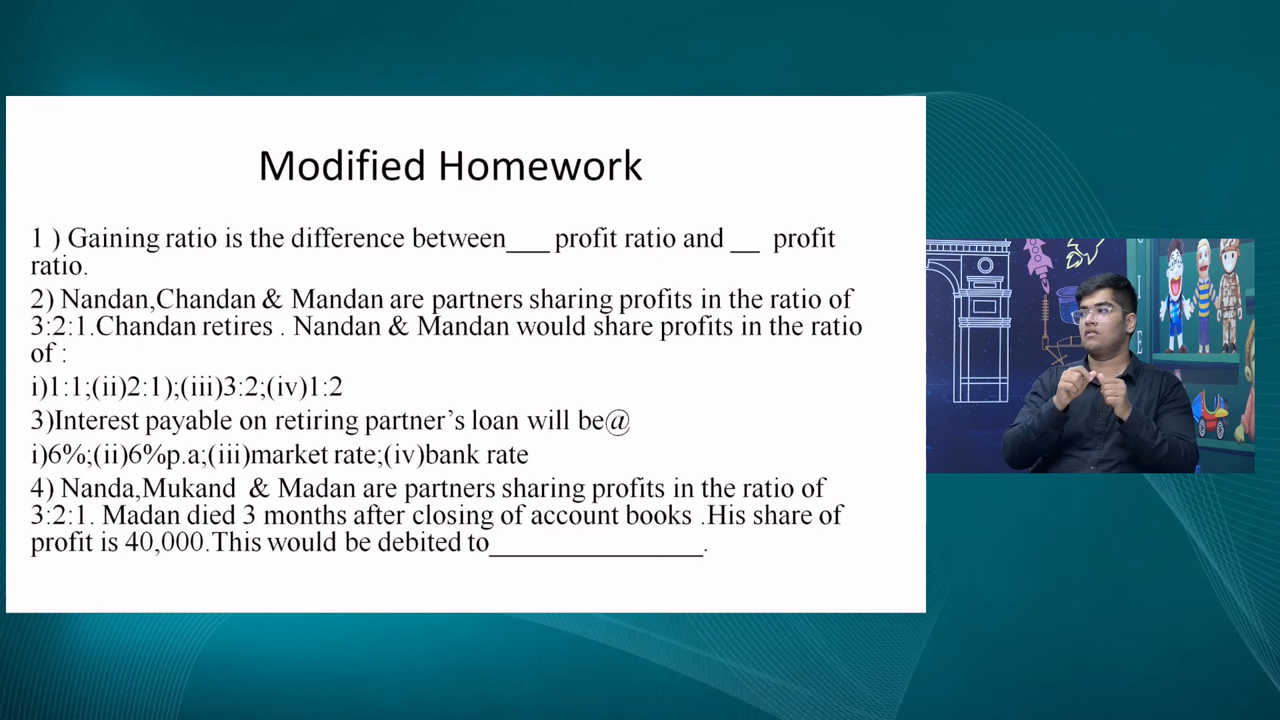 Modified Homework
1 ) Gaining ratio is the difference between___ profit ratio and __ profit
ratio.
2) Nandan,Chandan & Mandan are partners sharing profits in the ratio of
3:2:1.Chandan retires . Nandan & Mandan would share profits in the ratio
of :
i)1:1;(ii)2:1);(iii)3:2;(iv)1:2
3)Interest payable on retiring partner’s loan will be@
i)6%;(ii)6%p.a;(iii)market rate;(iv)bank rate
4) Nanda,Mukand & Madan are partners sharing profits in the ratio of
3:2:1. Madan died 3 months after closing of account books .His share of
profit is 40,000.This would be debited to_______________.